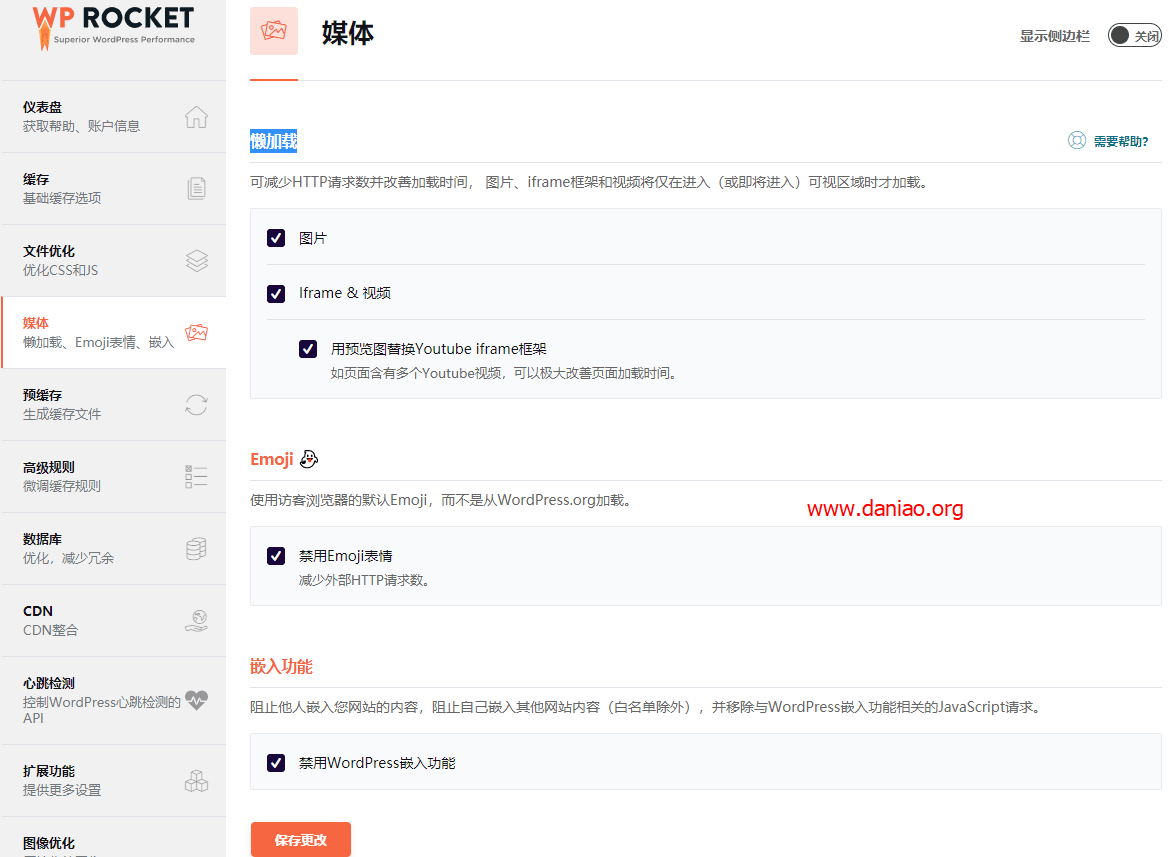 WP ROCKET
Superior WordPress Performance
仪表盘
获取帮助、账户信息
缓存
基础缓存选项
文件优化
优化CSS和JS
媒体
懒加载、Emoji表情、嵌入
预缓存
生成缓存文件
高级规则
微调缓存规则
数据库
优化，减少冗余
CDN
CDN整合
心跳检测
控制WordPress心跳检测的
API
扩展功能
提供更多设置
图像优化
媒体
显示侧边栏
关闭
懒加载
需要帮助?
可减少HTTP请求数并改善加载时间， 图片、iframe框架和视频将仅在进入（或即将进入）可视区域时才加载。
图片
Iframe & 视频
用预览图替换Youtube iframe框架
如页面含有多个Youtube视频，可以极大改善页面加载时间。
Emoji
使用访客浏览器的默认Emoji，而不是从WordPress.org加载。
www.daniao.org
禁用Emoji表情
减少外部HTTP请求数。
嵌入功能
阻止他人嵌入您网站的内容，阻止自己嵌入其他网站内容（白名单除外），并移除与WordPress嵌入功能相关的JavaScript请求。
禁用WordPress嵌入功能
保存更改